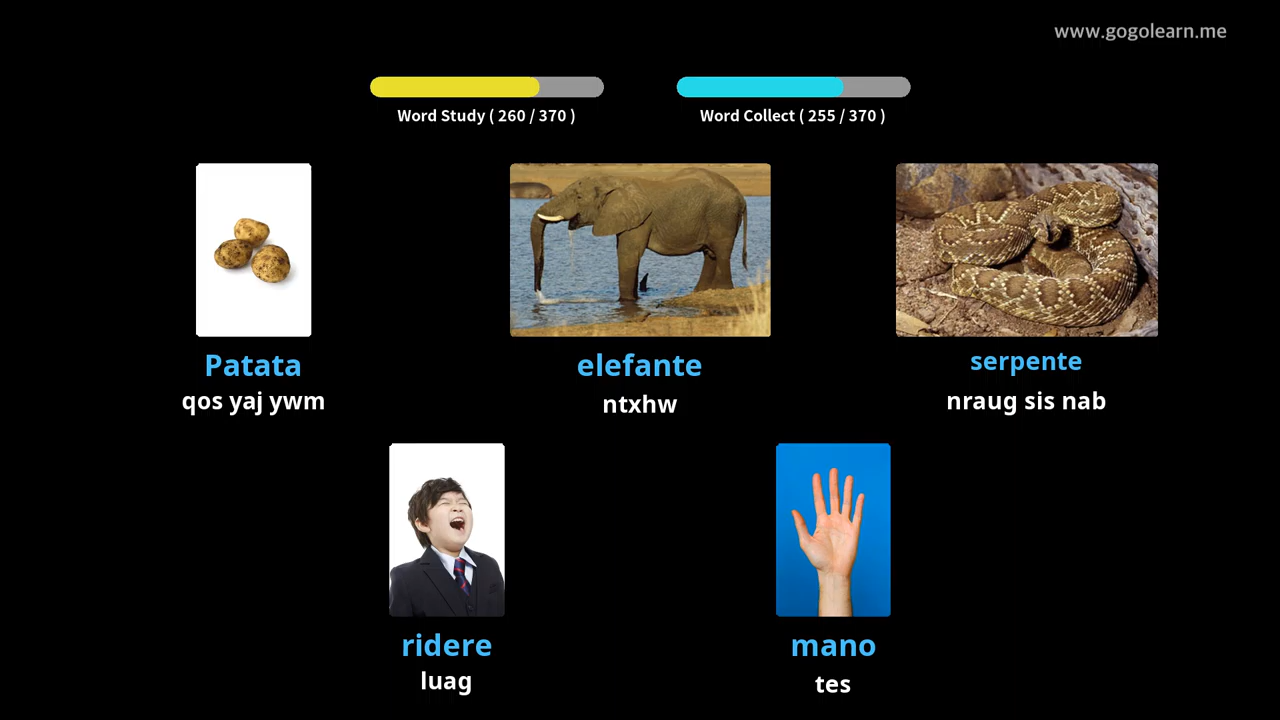 www.gogolearn.me
Word Study ( 260 / 370 )
Word Collect ( 255 / 370 )
Patata
qos yaj ywm
elefante
ntxhw
serpente
nraug sis nab
ridere
luag
mano
tes